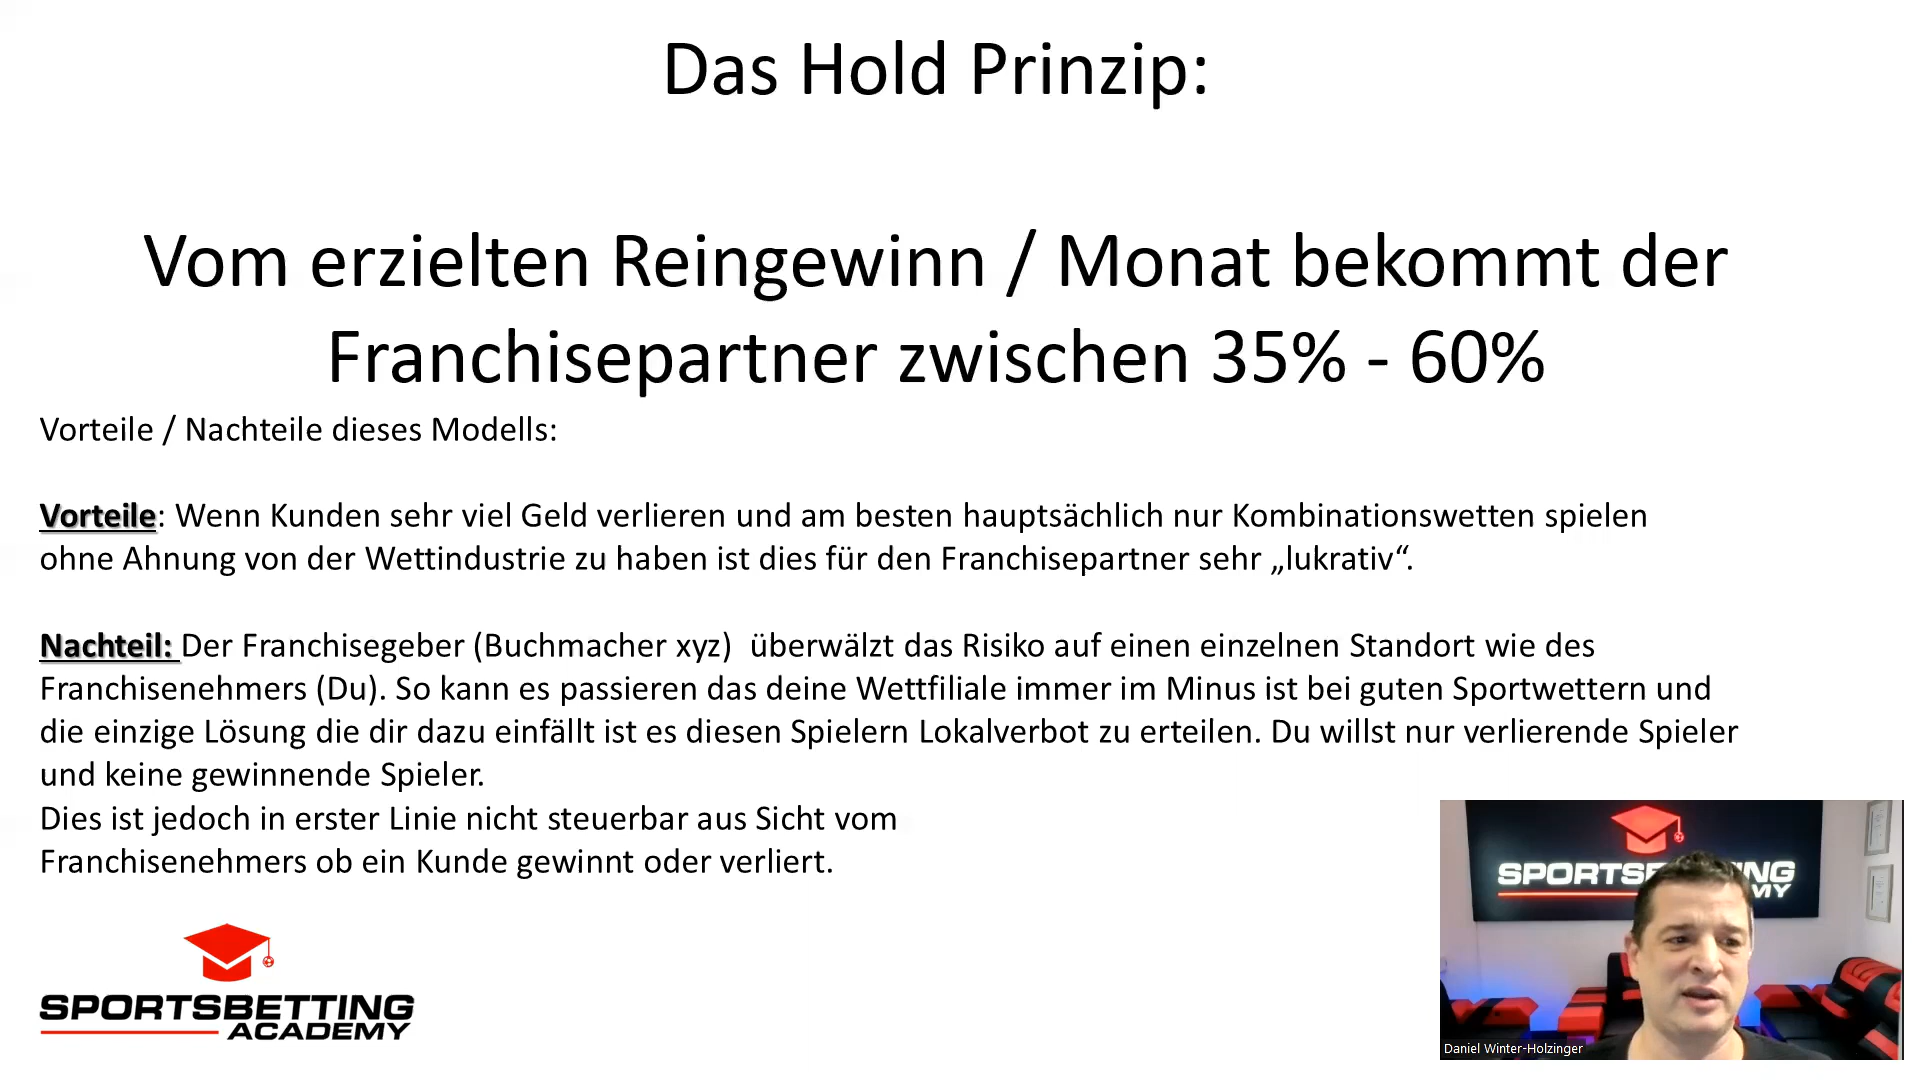 Das Hold Prinzip:
Vom erzielten Reingewinn / Monat bekommt der
Franchisepartner zwischen 35% - 60%
Vorteile / Nachteile dieses Modells:
Vorteile: Wenn Kunden sehr viel Geld verlieren und am besten hauptsächlich nur Kombinationswetten spielen
ohne Ahnung von der Wettindustrie zu haben ist dies für den Franchisepartner sehr „lukrativ“.
Nachteil: Der Franchisegeber (Buchmacher xyz)  überwälzt das Risiko auf einen einzelnen Standort wie des
Franchisenehmers (Du). So kann es passieren das deine Wettfiliale immer im Minus ist bei guten Sportwettern und
die einzige Lösung die dir dazu einfällt ist es diesen Spielern Lokalverbot zu erteilen. Du willst nur verlierende Spieler
und keine gewinnende Spieler.
Dies ist jedoch in erster Linie nicht steuerbar aus Sicht vom
Franchisenehmers ob ein Kunde gewinnt oder verliert.
SPORTSBETTING
ACADEMY
Daniel Winter-Holzinger